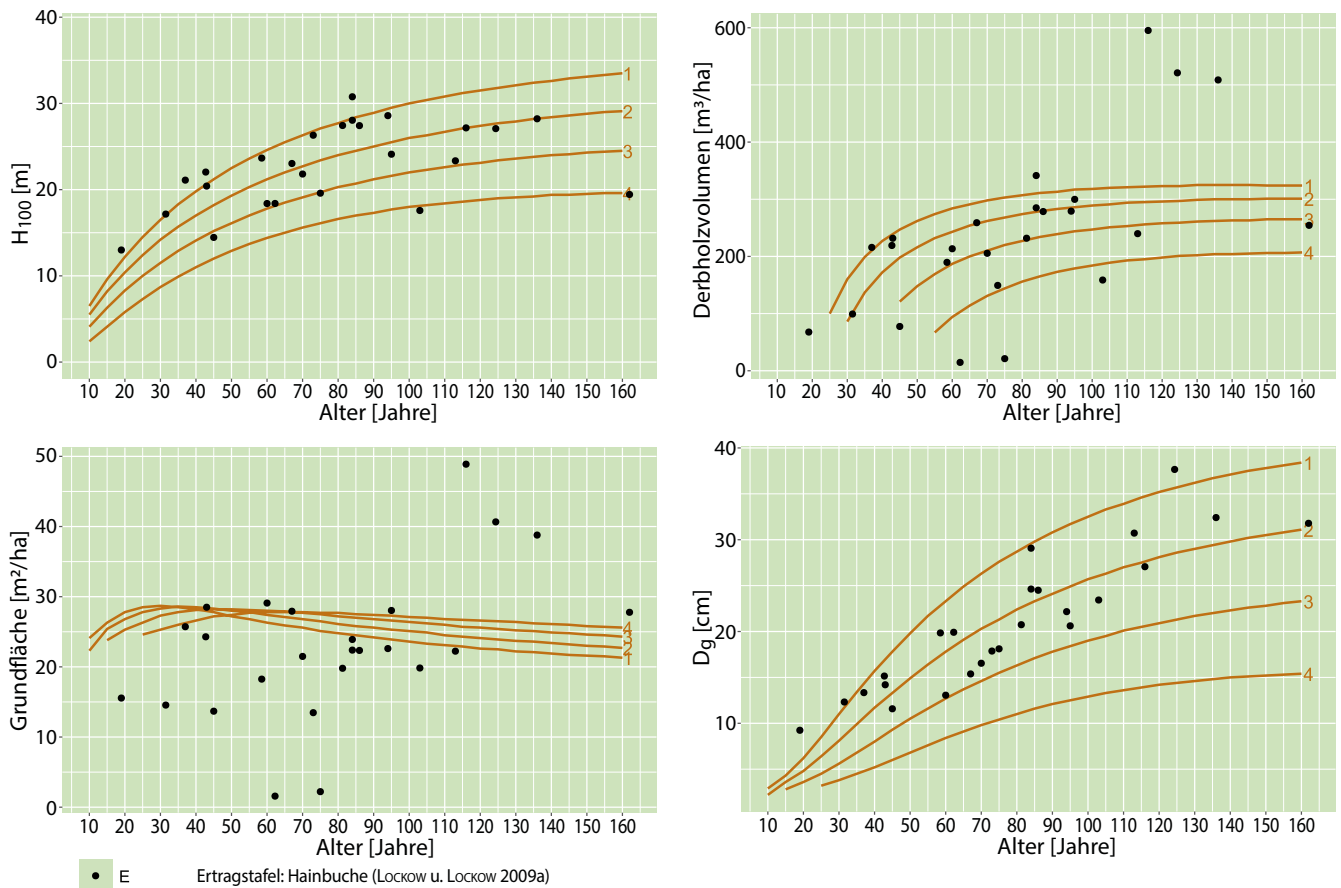 40
30
20
10
0
H100 [m]
1
2
3
4
10 20 30 40 50 60 70 80 90 100 110 120 130 140 150 160
Alter [Jahre]
600
400
200
0
Derbholzvolumen [m³/ha]
1
2
3
4
10 20 30 40 50 60 70 80 90 100 110 120 130 140 150 160
Alter [Jahre]
50
40
30
20
10
0
Grundfläche [m²/ha]
4
3
2
1
10 20 30 40 50 60 70 80 90 100 110 120 130 140 150 160
Alter [Jahre]
40
30
20
10
Dg [cm]
1
2
3
4
10 20 30 40 50 60 70 80 90 100 110 120 130 140 150 160
Alter [Jahre]
E Ertragstafel: Hainbuche (Lockow u. Lockow 2009a)